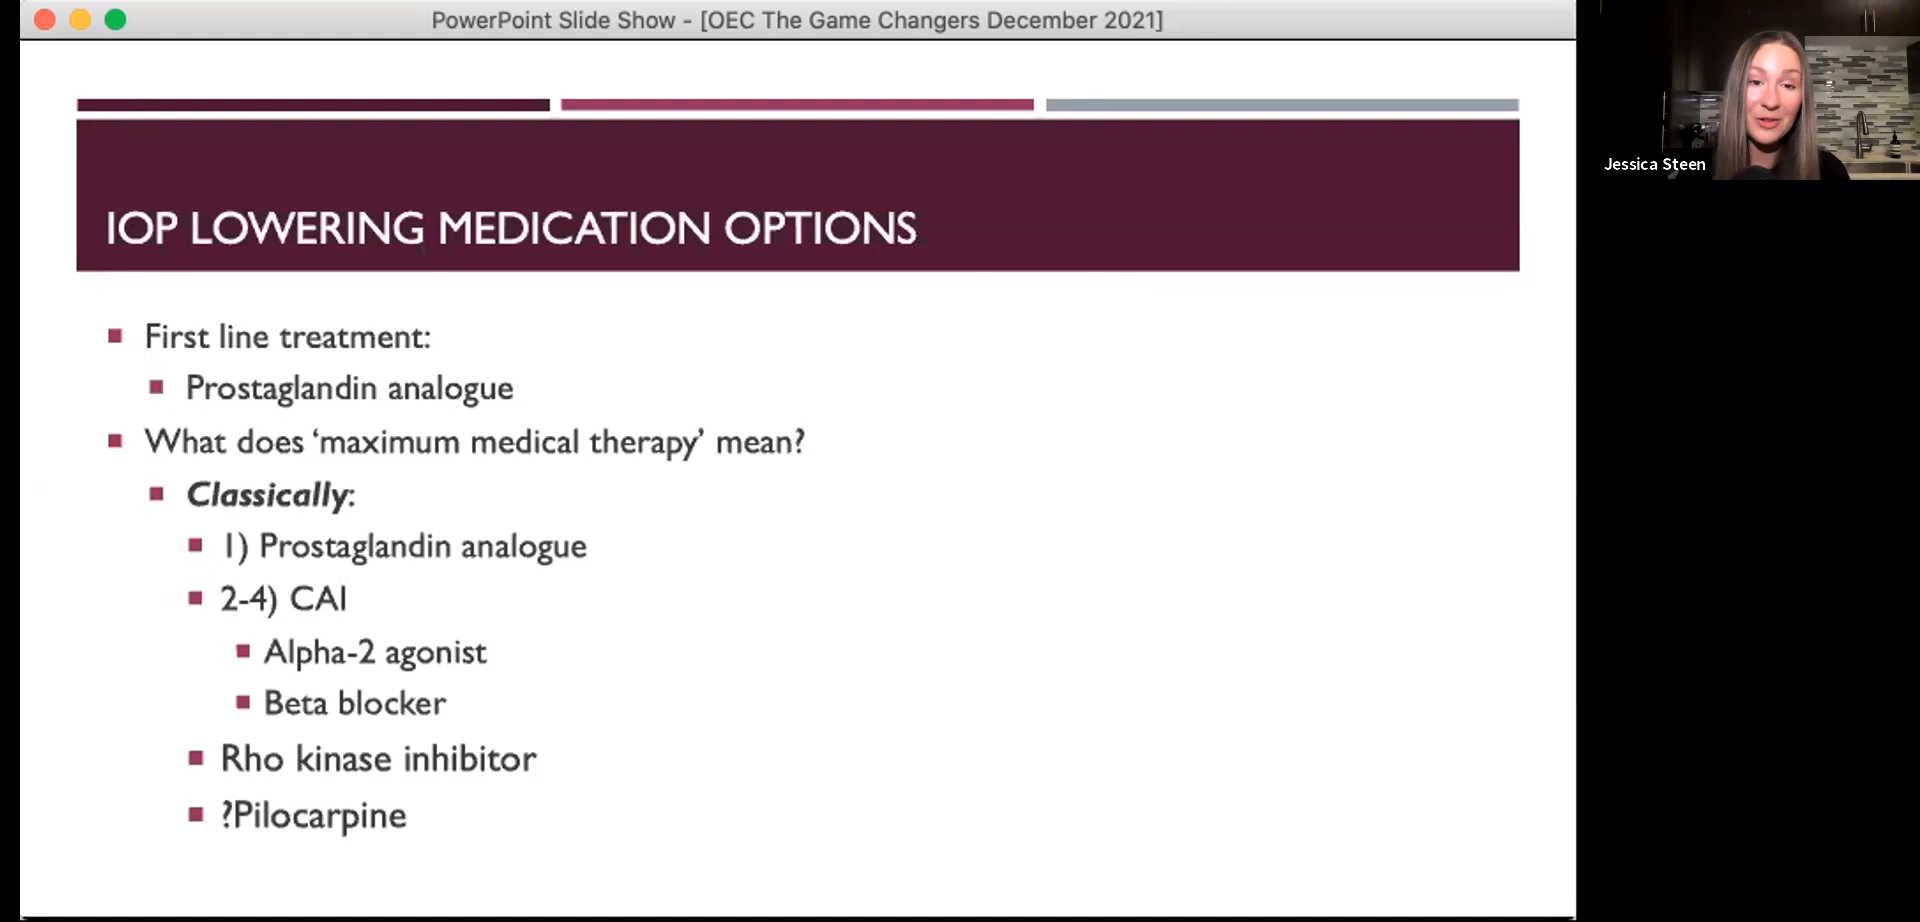 PowerPoint Slide Show - [OEC The Game Changers December 2021]
Jessica Steen
IOP LOWERING MEDICATION OPTIONS
First line treatment:
Prostaglandin analogue
What does ‘maximum medical therapy’ mean?
Classically:
1) Prostaglandin analogue
2-4) CAI
Alpha-2 agonist
Beta blocker
Rho kinase inhibitor
?Pilocarpine